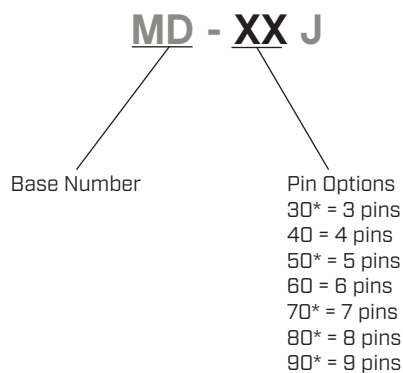 MD - XX J
Base Number
Pin Options
30* = 3 pins
40 = 4 pins
50* = 5 pins
60 = 6 pins
70* = 7 pins
80* = 8 pins
90* = 9 pins